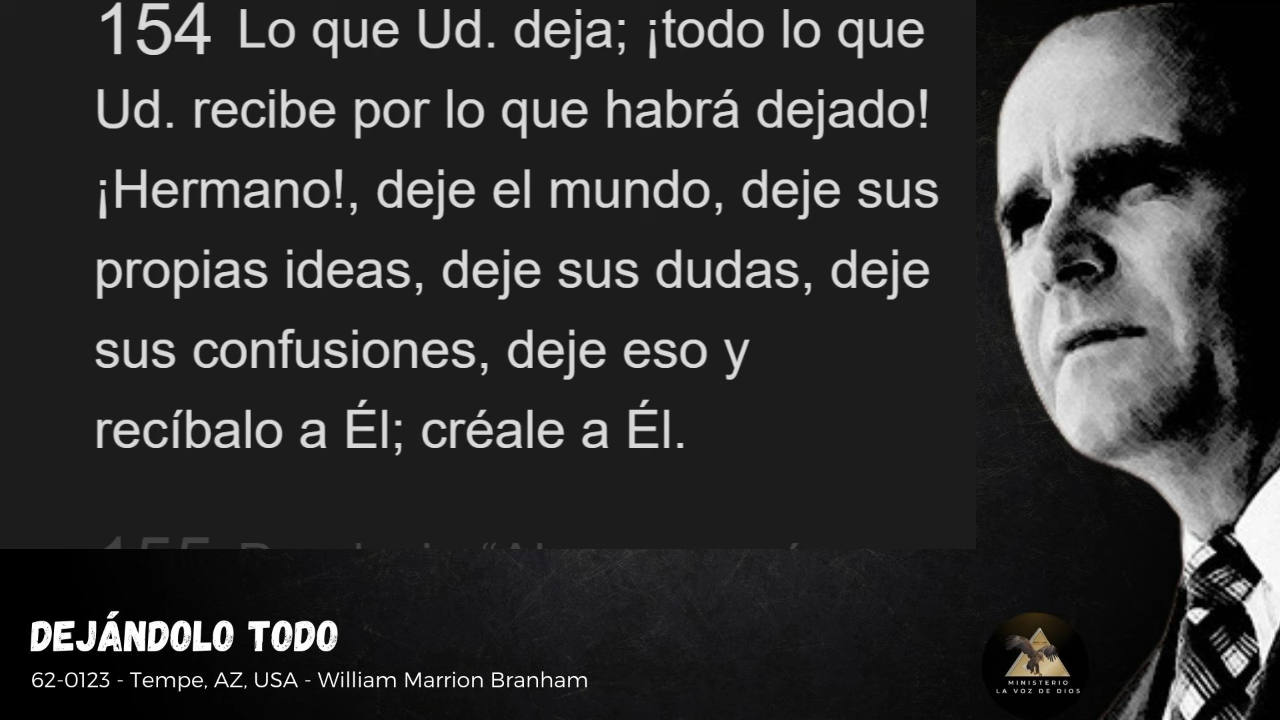 154 Lo que Ud. deja; ¡todo lo que
Ud. recibe por lo que habrá dejado!
¡Hermano!, deje el mundo, deje sus
propias ideas, deje sus dudas, deje
sus confusiones, deje eso y
recíbalo a Él; créale a Él.
DEJÁNDOLO TODO
62-0123 - Tempe, AZ, USA - William Marrion Branham
MINISTERIO
LA VOZ DE DIOS